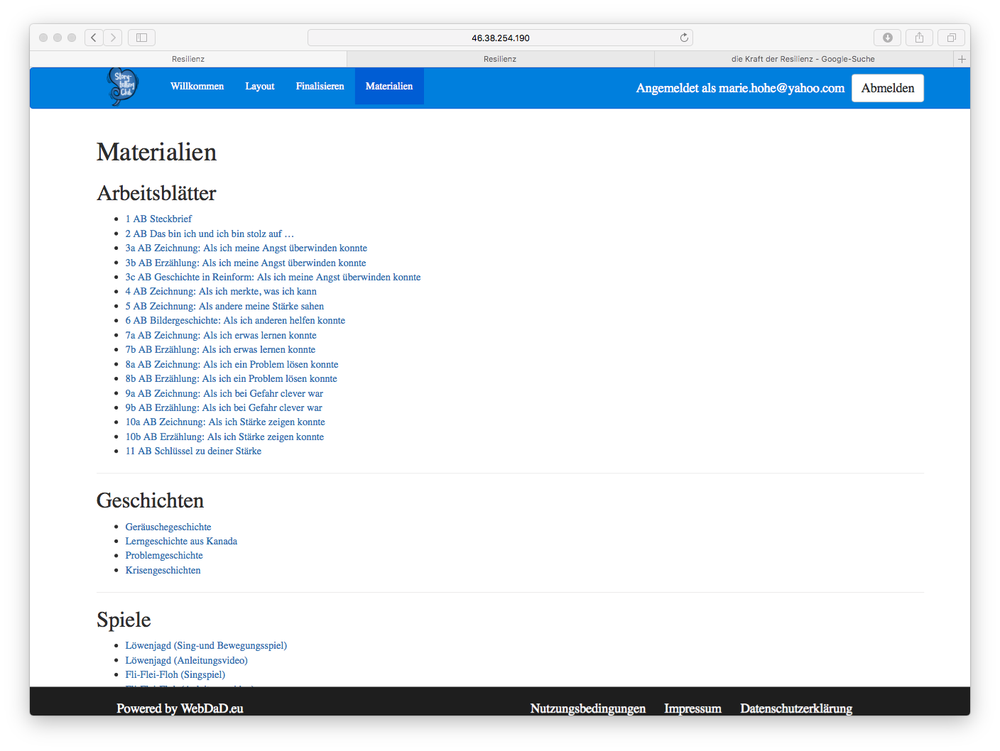 46.38.254.190
Resilienz
Resilienz
die Kraft der Resilienz - Google-Suche
Story-
telling
Club
Willkommen
Layout
Finalisieren
Materialien
Angemeldet als marie.hohe@yahoo.com
Abmelden
Materialien
Arbeitsblätter
1 AB Steckbrief
2 AB Das bin ich und ich bin stolz auf …
3a AB Zeichnung: Als ich meine Angst überwinden konnte
3b AB Erzählung: Als ich meine Angst überwinden konnte
3c AB Geschichte in Reinform: Als ich meine Angst überwinden konnte
4 AB Zeichnung: Als ich merkte, was ich kann
5 AB Zeichnung: Als andere meine Stärke sahen
6 AB Bildergeschichte: Als ich anderen helfen konnte
7a AB Zeichnung: Als ich erwas lernen konnte
7b AB Erzählung: Als ich erwas lernen konnte
8a AB Zeichnung: Als ich ein Problem lösen konnte
8b AB Erzählung: Als ich ein Problem lösen konnte
9a AB Zeichnung: Als ich bei Gefahr clever war
9b AB Erzählung: Als ich bei Gefahr clever war
10a AB Zeichnung: Als ich Stärke zeigen konnte
10b AB Erzählung: Als ich Stärke zeigen konnte
11 AB Schlüssel zu deiner Stärke
Geschichten
Geräuschegeschichte
Lerngeschichte aus Kanada
Problemgeschichte
Krisengeschichten
Spiele
Löwenjagd (Sing-und Bewegungsspiel)
Löwenjagd (Anleitungsvideo)
Fli-Flei-Floh (Singspiel)
Powered by WebDaD.eu
Nutzungsbedingungen
Impressum
Datenschutzerklärung